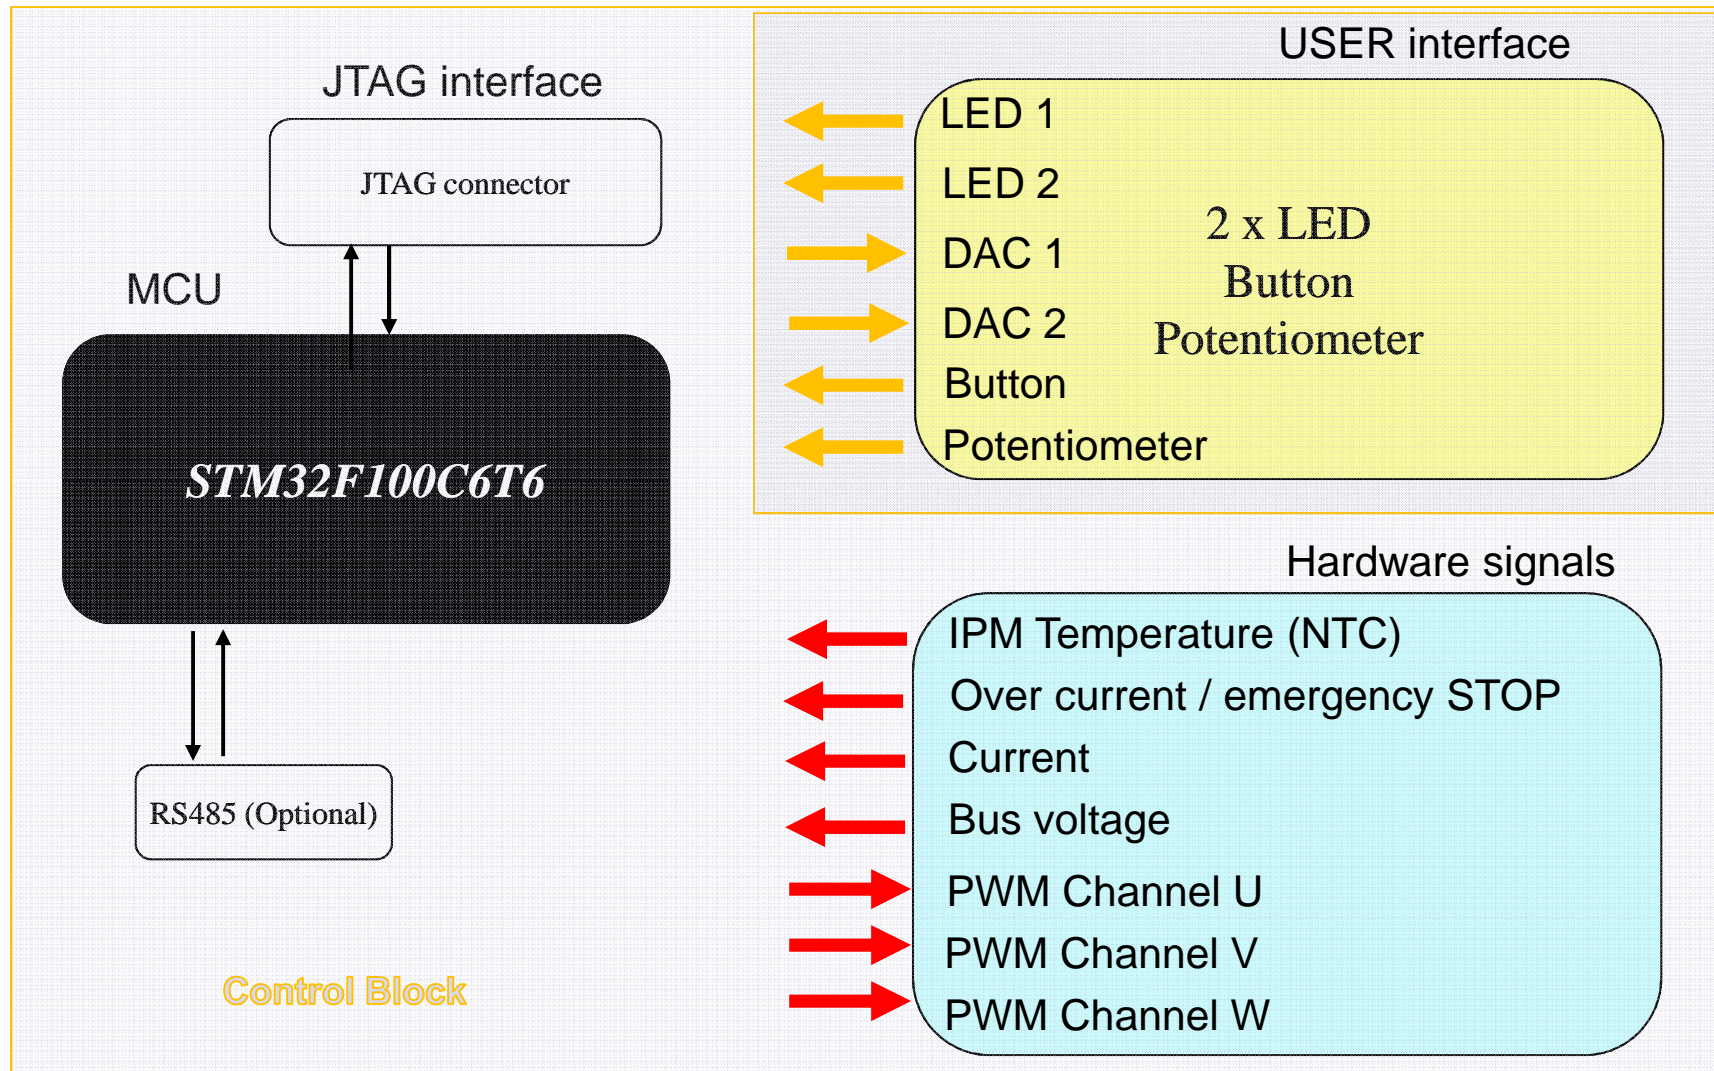 JTAG interface
JTAG connector
MCU
STM32F100C6T6
RS485 (Optional)
Control Block
USER interface
LED 1
LED 2
DAC 1
DAC 2
Button
Potentiometer
2 x LED
Button
Potentiometer
Hardware signals
IPM Temperature (NTC)
Over current / emergency STOP
Current
Bus voltage
PWM Channel U
PWM Channel V
PWM Channel W